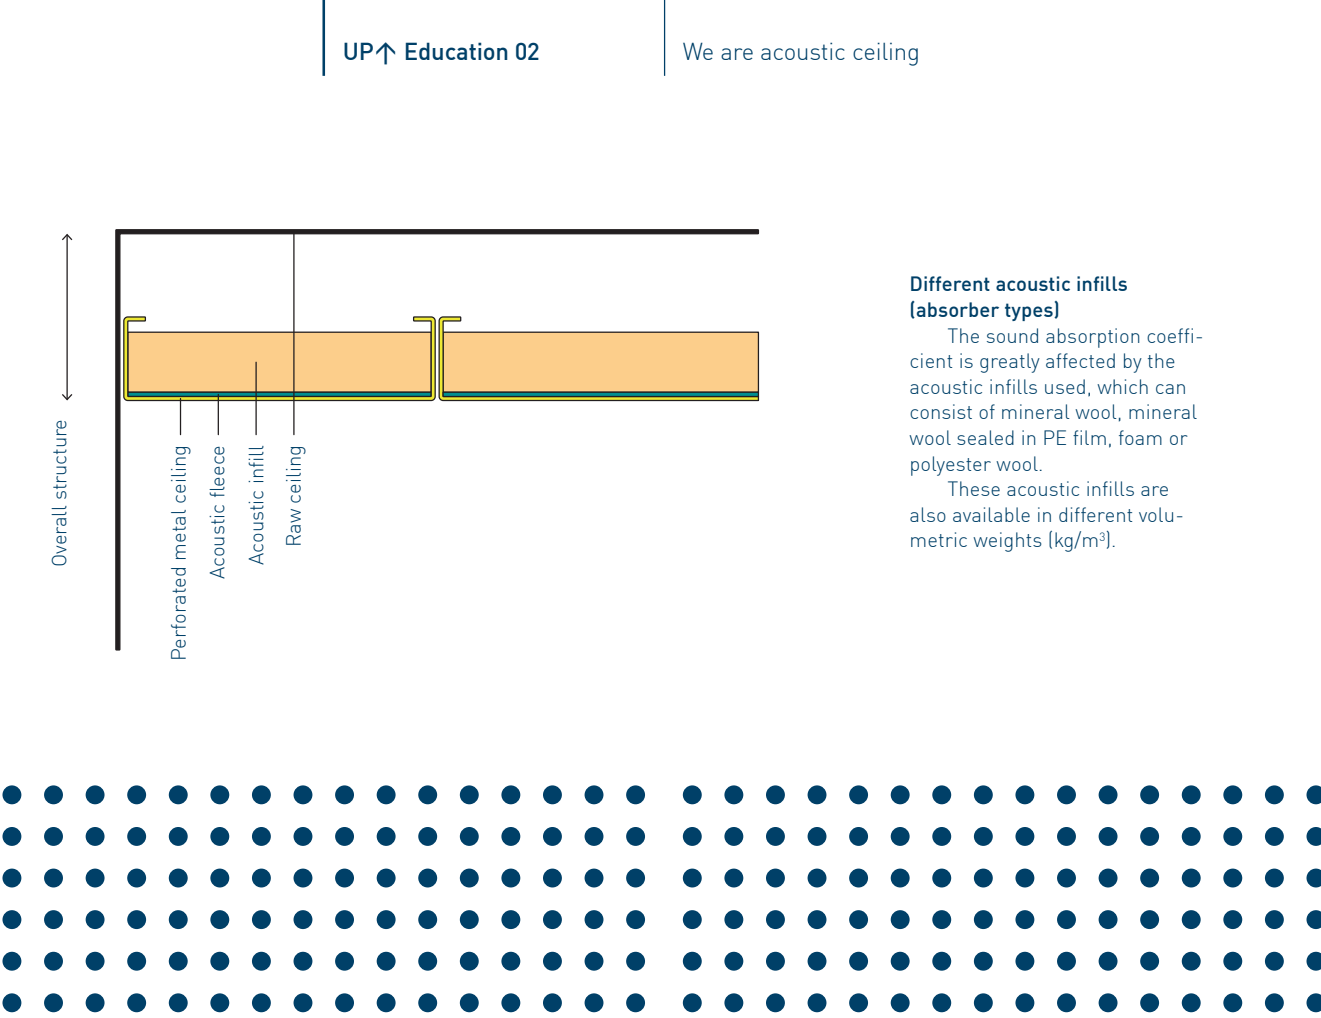 UP↑ Education 02
We are acoustic ceiling
Overall structure
Perforated metal ceiling
Acoustic fleece
Acoustic infill
Raw ceiling
Different acoustic infills
(absorber types)
The sound absorption coeffi-
cient is greatly affected by the
acoustic infills used, which can
consist of mineral wool, mineral
wool sealed in PE film, foam or
polyester wool.
These acoustic infills are
also available in different volu-
metric weights (kg/m³).